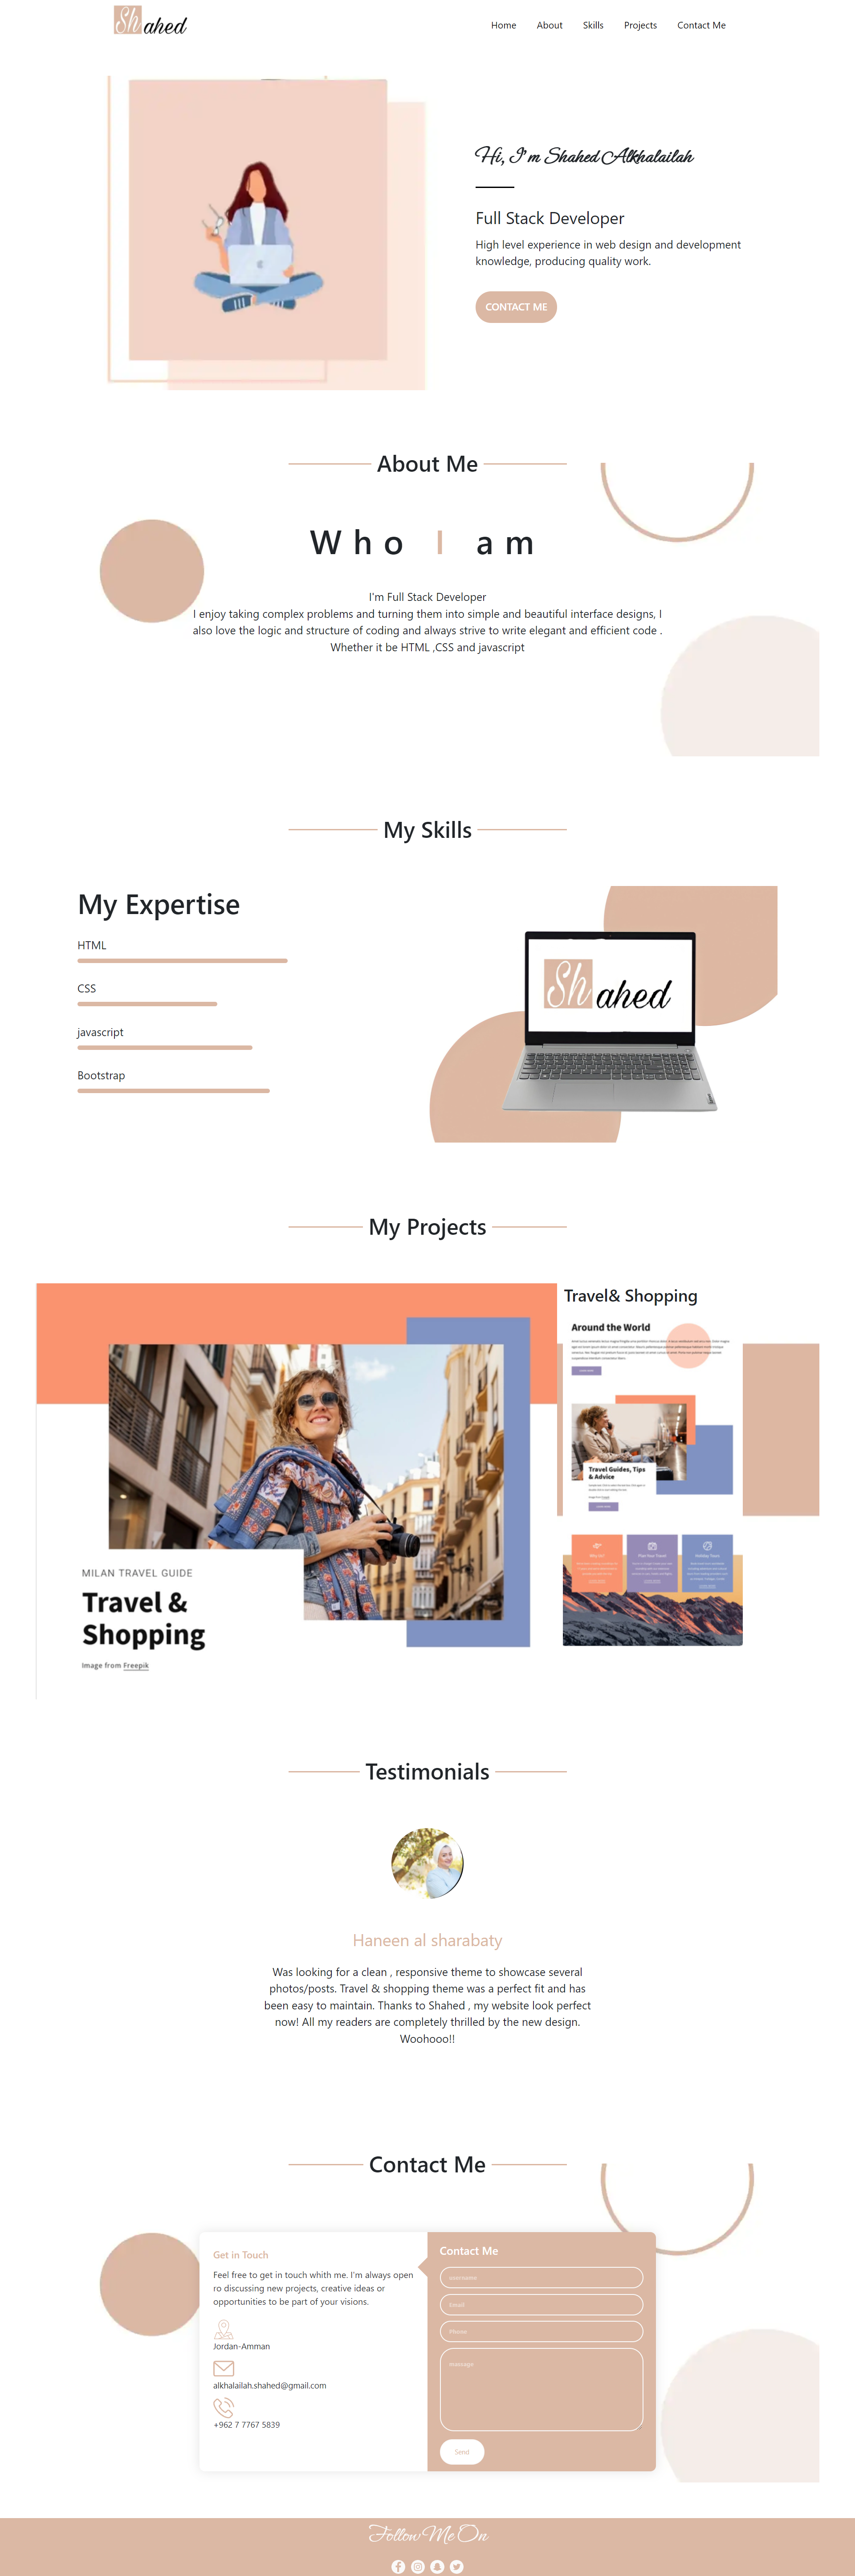 Shahed
Home About Skills Projects Contact Me
Hi, I'm Shahed Alkhalailah
Full Stack Developer
High level experience in web design and development
knowledge, producing quality work.
CONTACT ME
About Me
Who I am
I'm Full Stack Developer
I enjoy taking complex problems and turning them into simple and beautiful interface designs, I
also love the logic and structure of coding and always strive to write elegant and efficient code .
Whether it be HTML ,CSS and javascript
My Skills
My Expertise
HTML
CSS
javascript
Bootstrap
Shahed
My Projects
MILAN TRAVEL GUIDE
Travel &
Shopping
Image from Freepik
Travel& Shopping
Around the World
Travel Guides, Tips
& Advice
Testimonials
Haneen al sharabaty
Was looking for a clean , responsive theme to showcase several
photos/posts. Travel & shopping theme was a perfect fit and has
been easy to maintain. Thanks to Shahed , my website look perfect
now! All my readers are completely thrilled by the new design.
Woohooo!!
Contact Me
Get in Touch
Feel free to get in touch whith me. I'm always open
ro discussing new projects, creative ideas or
opportunities to be part of your visions.
Jordan-Amman
alkhalailah.shahed@gmail.com
+962 7 7767 5839
Contact Me
username
Email
Phone
massage
Send
Follow Me On